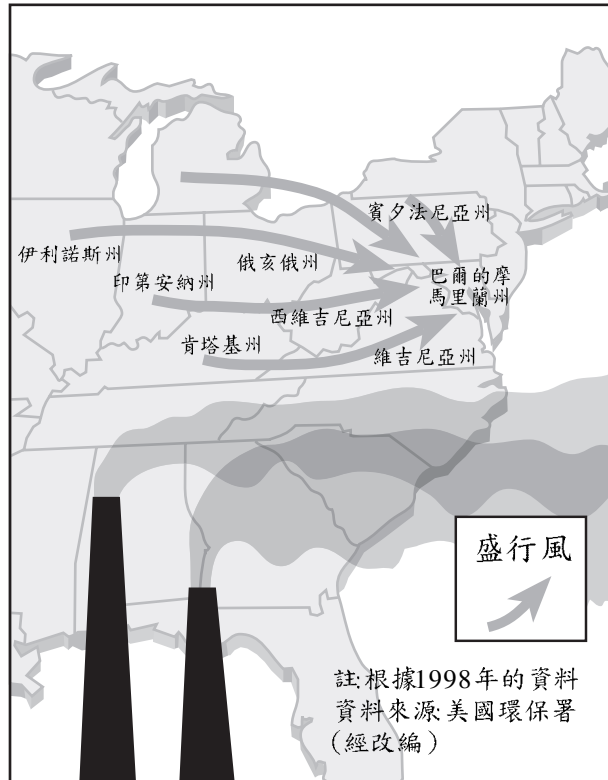 賓夕法尼亞州
伊利諾斯州
俄亥俄州
巴爾的摩
馬里蘭州
印第安納州
西維吉尼亞州
肯塔基州
維吉尼亞州
盛行風
註:根據1998年的資料
資料來源:美國環保署
(經改編)